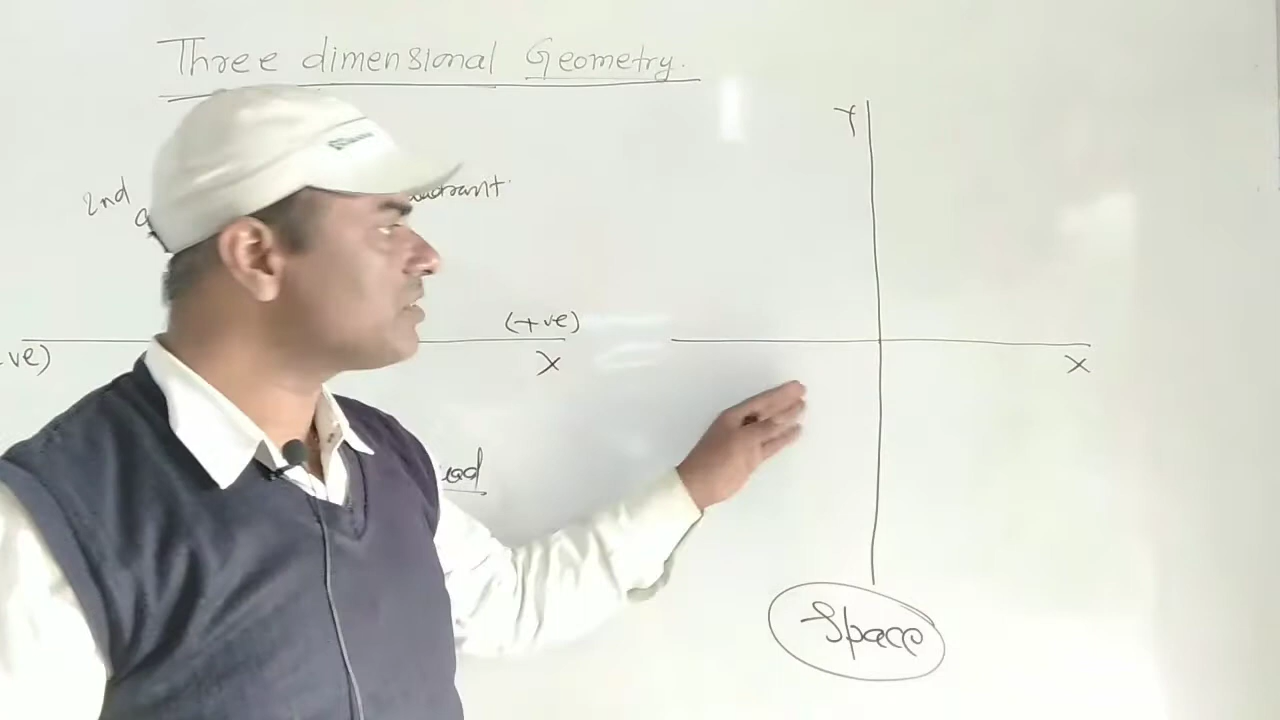 Three dimensional Geometry.
Y
2nd
(+ve)
ve)
X
X
Space